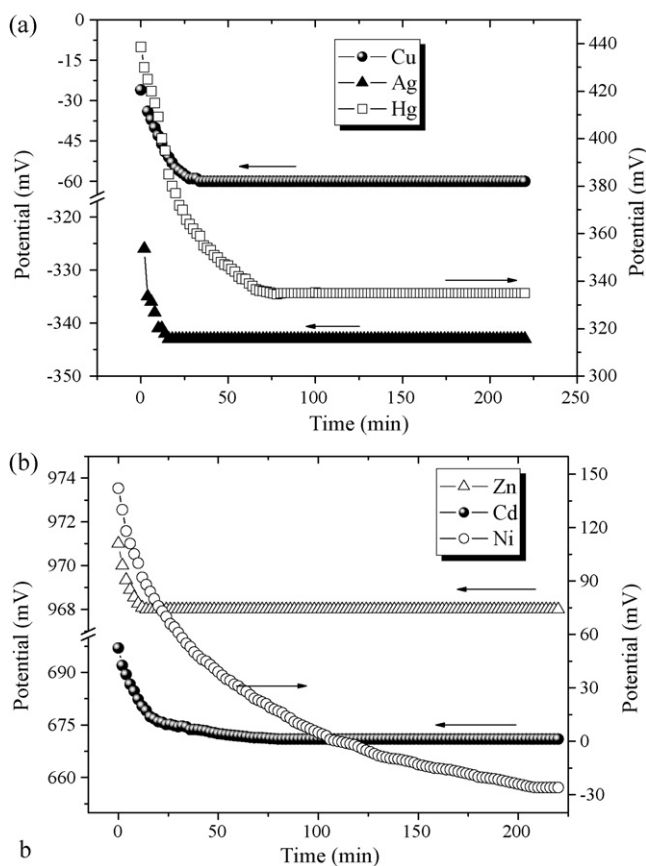 (a)
Potential (mV)
0
-15
-30
-45
-60
-320
-330
-340
-350
Cu
Ag
Hg
440
420
400
380
360
340
320
300
Potential (mV)
0 50 100 150 200 250
Time (min)
(b)
Potential (mV)
974
972
970
968
690
675
660
Zn
Cd
Ni
150
120
90
60
30
0
-30
Potential (mV)
0 50 100 150 200
Time (min)
b